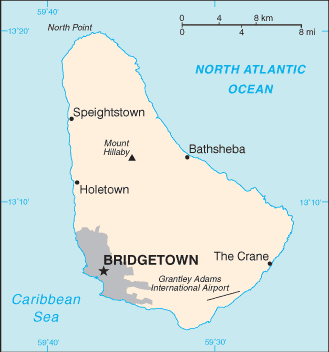 59°40'
13°20'
North Point
0 4 8 km
0 4 8 mi
NORTH ATLANTIC
OCEAN
Speightstown
Mount
Hillaby
Bathsheba
Holetown
13°10'
13°10'
BRIDGETOWN
The Crane
Grantley Adams
International Airport
Caribbean
Sea
59°40'
59°30'